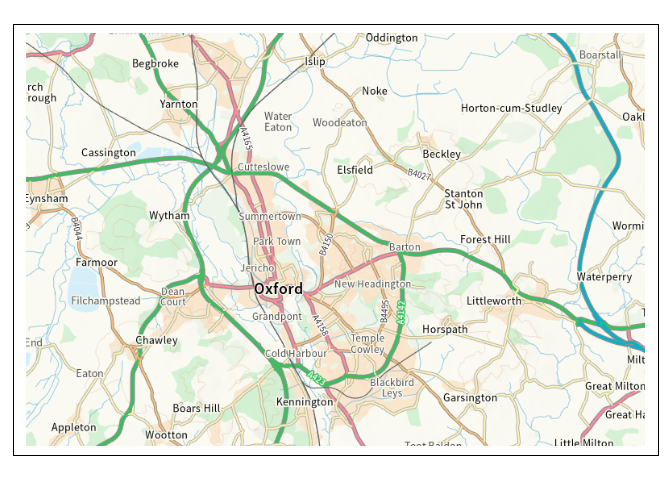 Oddington
Boarstall
Begbroke
Islip
rch
rough
Noke
Yarnton
Horton-cum-Studley
Water
Eaton
Woodeaton
Oakl
A4165
Cassington
Beckley
Cutteslowe
Elsfield
B4027
Stanton
St John
Eynsham
Wytham
Summertown
B4044
B4150
Park Town
Barton
Forest Hill
Wormi
Farmoor
Jericho
Waterperry
Oxford
New Headington
Dean
Court
Filchampstead
Littleworth
Grandpont
A4158
B4495
A4142
Horspath
End
Chawley
Temple
Cowley
ColdHarbour
Milt
Eaton
A423
Blackbird
Leys
Great Milton
Kennington
Garsington
Boars Hill
Great Ha
Appleton
Wootton
Toot Baldon
Little Milton